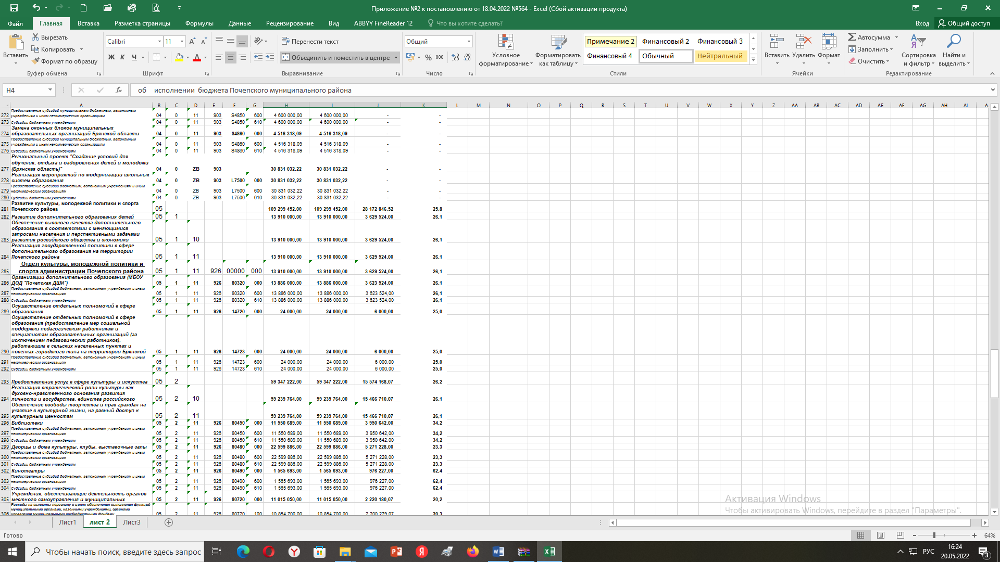 Приложение №2 к постановлению от 18.04.2022 №564 - Excel (Сбой активации продукта)
Файл Главная Вставка Разметка страницы Формулы Данные Рецензирование Вид ABBYY FineReader 12 Что вы хотите сделать? Вход Общий доступ
Вставить
Вырезать
Копировать
Формат по образцу
Буфер обмена
Calibri 11
Ж К Ч
Шрифт
Перенести текст
Объединить и поместить в центре
Выравнивание
Общий
% 000
Число
Условное форматирование
Форматировать как таблицу
Примечание 2 Финансовый 2 Финансовый 3
Финансовый 4 Обычный Нейтральный
Стили
Вставить Удалить Формат
Ячейки
Автосумма
Заполнить
Очистить
Сортировка и фильтр
Найти и выделить
Редактирование
H4 fx об исполнении бюджета Почепского муниципального района
A B C D E F G H I J K L M N O P Q R S T U V W X Y Z AA AB AC AD AE AF AG AH AI A
Предоставление субсидий муниципальным бюджетным, автономным
272 учреждениям и иным некоммерческим организациям 04 0 11 903 S4850 600 4 600 000,00 4 600 000,00 - -
273 Субсидии бюджетным учреждениям 04 0 11 903 S4850 610 4 600 000,00 4 600 000,00 - -
Замена оконных блоков муниципальных
274 образовательных организаций Брянской области 04 0 11 903 S4860 000 4 516 318,09 4 516 318,09 - -
Предоставление субсидий муниципальным бюджетным, автономным
275 учреждениям и иным некоммерческим организациям 04 0 11 903 S4860 600 4 516 318,09 4 516 318,09 - -
276 Субсидии бюджетным учреждениям 04 0 11 903 S4860 610 4 516 318,09 4 516 318,09 - -
Региональный проект "Создание условий для
обучения, отдыха и оздоровления детей и молодежи
277 (Брянская область)" 04 0 ZB 903 30 831 032,22 30 831 032,22 - -
Реализация мероприятий по модернизации школьных
278 систем образования 04 0 ZB 903 L7500 000 30 831 032,22 30 831 032,22 - -
Предоставление субсидий бюджетным, автономным учреждениям и иным
279 некоммерческим организациям 04 0 ZB 903 L7500 600 30 831 032,22 30 831 032,22 - -
280 Субсидии бюджетным учреждениям 04 0 ZB 903 L7500 610 30 831 032,22 30 831 032,22 - -
Развитие культуры, молодежной политики и спорта
281 Почепского района 05 109 299 452,00 109 299 452,00 28 172 846,52 25,8
282 Развитие дополнительного образования детей 05 1 13 910 000,00 13 910 000,00 3 629 524,00 26,1
Обеспечение высокого качества дополнительного
образования в соответствии с меняющимися
запросами населения и перспективными задачами
283 развития российского общества и экономики 05 1 10 13 910 000,00 13 910 000,00 3 629 524,00 26,1
Реализация государственной политики в сфере
дополнительного образования на территории
284 Почепского района 05 1 11 13 910 000,00 13 910 000,00 3 629 524,00 26,1
Отдел культуры, молодежной политики и
285 спорта администрации Почепского района 05 1 11 926 00000 000 13 910 000,00 13 910 000,00 3 629 524,00 26,1
Организации дополнительного образования (МБОУ
286 ДОД "Почепская ДШИ") 05 1 11 926 80320 000 13 886 000,00 13 886 000,00 3 623 524,00 26,1
Предоставление субсидий бюджетным, автономным учреждениям и иным
287 некоммерческим организациям 05 1 11 926 80320 600 13 886 000,00 13 886 000,00 3 623 524,00 26,1
288 Субсидии бюджетным учреждениям 05 1 11 926 80320 610 13 886 000,00 13 886 000,00 3 623 524,00 26,1
Осуществление отдельных полномочий в сфере
289 образования 05 1 11 926 14720 000 24 000,00 24 000,00 6 000,00 25,0
Осуществление отдельных полномочий в сфере
образования (предоставление мер социальной
поддержки педагогическим работникам и
специалистам образовательных организаций (за
исключением педагогических работников),
работающим в сельских населенных пунктах и
290 поселках городского типа на территории Брянской 05 1 11 926 14723 000 24 000,00 24 000,00 6 000,00 25,0
Предоставление субсидий бюджетным, автономным учреждениям и иным
291 некоммерческим организациям 05 1 11 926 14723 600 24 000,00 24 000,00 6 000,00 25,0
292 Субсидии бюджетным учреждениям 05 1 11 926 14723 610 24 000,00 24 000,00 6 000,00 25,0
293 Предоставление услуг в сфере культуры и искусства 05 2 59 347 222,00 59 347 222,00 15 574 168,07 26,2
Реализация стратегической роли культуры как
духовно-нравственного основания развития
294 личности и государства, единства российского 05 2 10 59 239 764,00 59 239 764,00 15 466 710,07 26,1
Обеспечение свободы творчества и прав граждан на
участие в культурной жизни, на равный доступ к
295 культурным ценностям 05 2 11 59 239 764,00 59 239 764,00 15 466 710,07 26,1
296 Библиотеки 05 2 11 926 80450 000 11 550 689,00 11 550 689,00 3 950 642,00 34,2
Предоставление субсидий бюджетным, автономным учреждениям и иным
297 некоммерческим организациям 05 2 11 926 80450 600 11 550 689,00 11 550 689,00 3 950 642,00 34,2
298 Субсидии бюджетным учреждениям 05 2 11 926 80450 610 11 550 689,00 11 550 689,00 3 950 642,00 34,2
299 Дворцы и дома культуры, клубы, выставочные залы 05 2 11 926 80480 000 22 599 886,00 22 599 886,00 5 271 228,00 23,3
Предоставление субсидий бюджетным, автономным учреждениям и иным
300 некоммерческим организациям 05 2 11 926 80480 600 22 599 886,00 22 599 886,00 5 271 228,00 23,3
301 Субсидии бюджетным учреждениям 05 2 11 926 80480 610 22 599 886,00 22 599 886,00 5 271 228,00 23,3
302 Кинотеатры 05 2 11 926 80490 000 1 565 693,00 1 565 693,00 976 227,00 62,4
Предоставление субсидий бюджетным, автономным учреждениям и иным
303 некоммерческим организациям 05 2 11 926 80490 600 1 565 693,00 1 565 693,00 976 227,00 62,4
304 Субсидии бюджетным учреждениям 05 2 11 926 80490 610 1 565 693,00 1 565 693,00 976 227,00 62,4
Учреждения, обеспечивающие деятельность органов
305 местного самоуправления и муниципальных 05 2 11 926 80720 000 11 015 050,00 11 015 050,00 2 220 180,07 20,2
Расходы на выплаты персоналу в целях обеспечения выполнения функций
муниципальными органами, казенными учреждениями, органами
306 управления муниципальными внебюджетными фондами 05 2 11 926 80720 100 10 854 700,00 10 854 700,00 2 200 279,07 20,3
Активация Windows
Чтобы активировать Windows, перейдите в раздел "Параметры".
Лист1 лист 2 Лист3
Готово 64%
Чтобы начать поиск, введите здесь запрос
РУС
16:24
20.05.2022
3